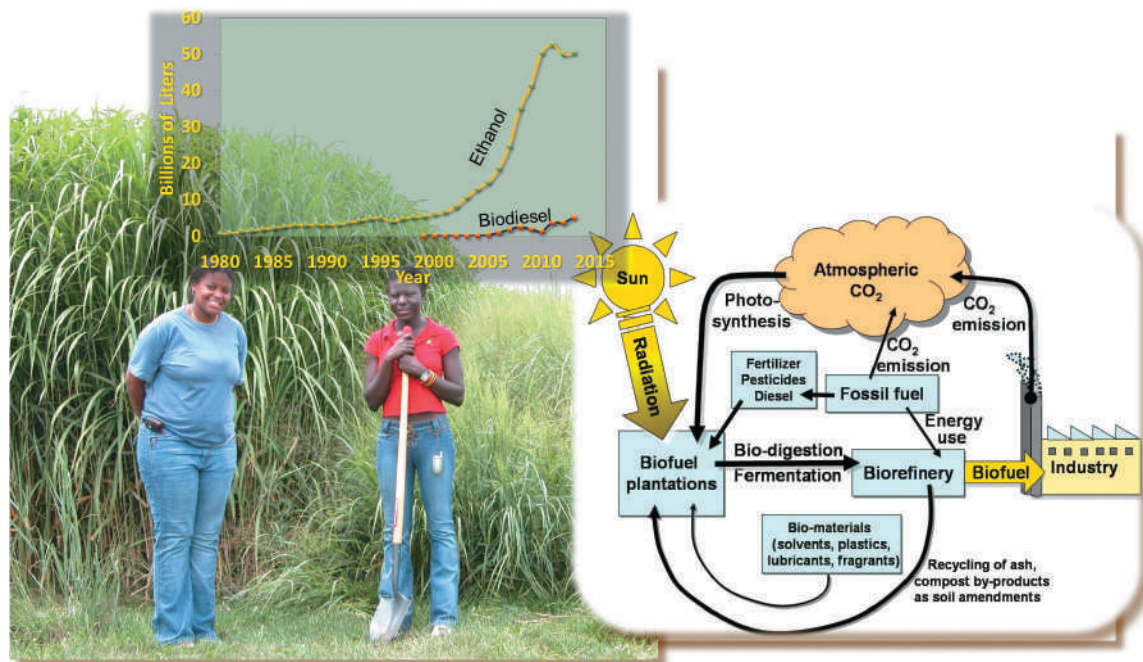 60
50
40
30
20
10
0
Billions of Liters
Ethanol
Biodiesel
1980 1985 1990 1995 2000 2005 2010 2015
Year
Sun
Radiation
Atmospheric
CO₂
Photo-
synthesis
CO₂
emission
CO₂
emission
Fertilizer
Pesticides
Diesel
Fossil fuel
Energy
use
Biofuel
plantations
Bio-digestion
Fermentation
Biorefinery
Biofuel
Industry
Bio-materials
(solvents, plastics,
lubricants, fragrants)
Recycling of ash,
compost by-products
as soil amendments